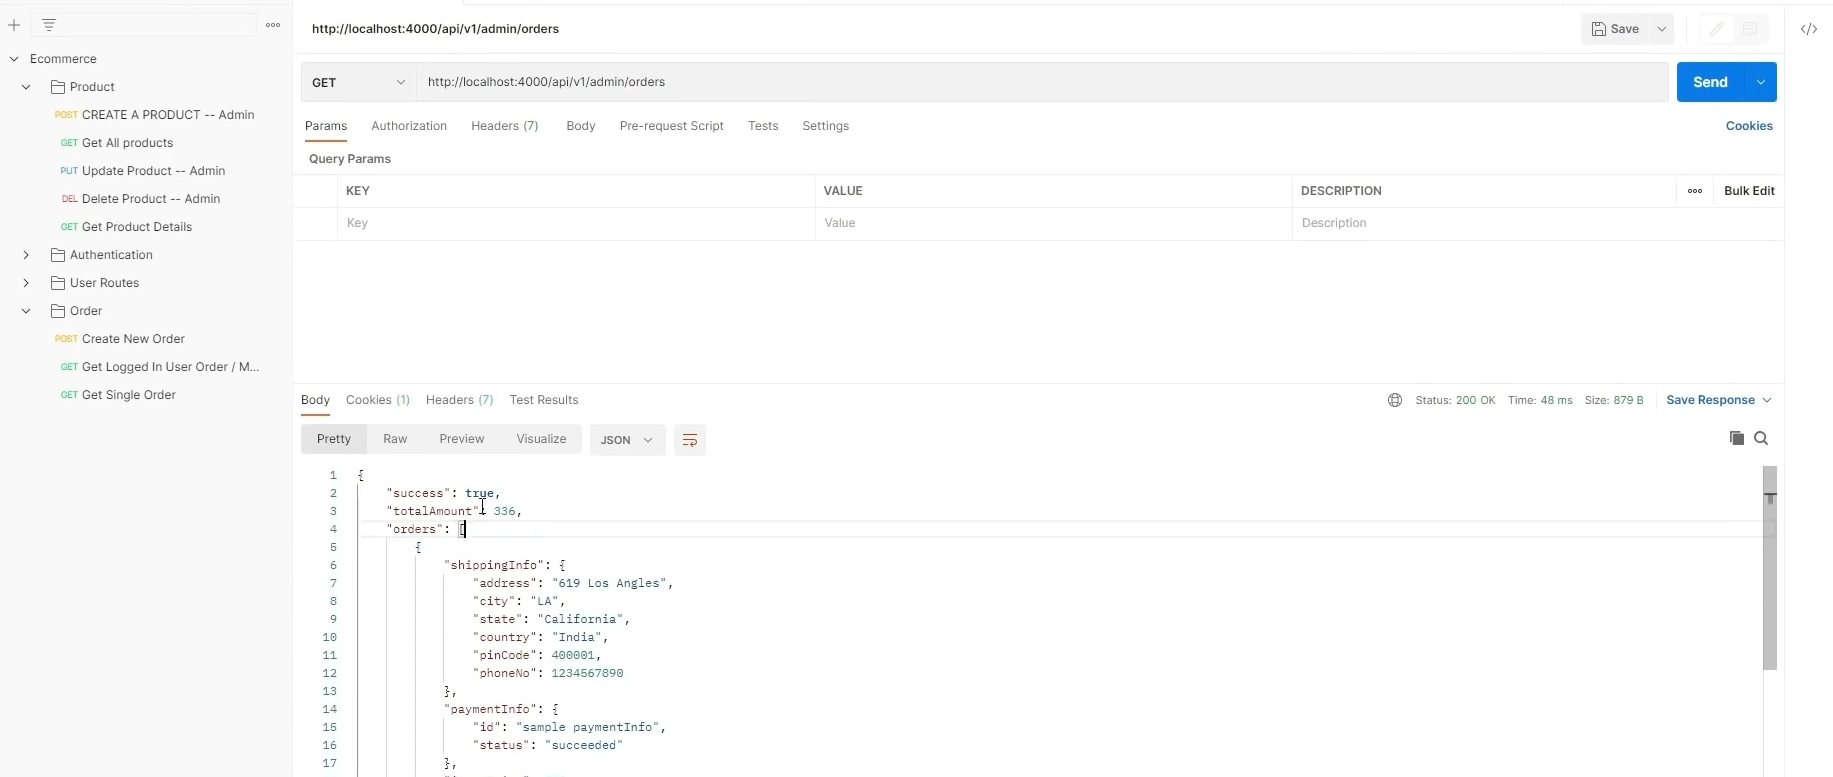 http://localhost:4000/api/v1/admin/orders
Save
Ecommerce
Product
POST CREATE A PRODUCT -- Admin
GET Get All products
PUT Update Product -- Admin
DEL Delete Product -- Admin
GET Get Product Details
Authentication
User Routes
Order
POST Create New Order
GET Get Logged In User Order / M...
GET Get Single Order
GET http://localhost:4000/api/v1/admin/orders Send
Params Authorization Headers (7) Body Pre-request Script Tests Settings Cookies
Query Params
KEY VALUE DESCRIPTION Bulk Edit
Key Value Description
Body Cookies (1) Headers (7) Test Results Status: 200 OK Time: 48 ms Size: 879 B Save Response
Pretty Raw Preview Visualize JSON
1 {
2 "success": true,
3 "totalAmount": 336,
4 "orders": [
5 {
6 "shippingInfo": {
7 "address": "619 Los Angles",
8 "city": "LA",
9 "state": "California",
10 "country": "India",
11 "pinCode": 400001,
12 "phoneNo": 1234567890
13 },
14 "paymentInfo": {
15 "id": "sample paymentInfo",
16 "status": "succeeded"
17 },